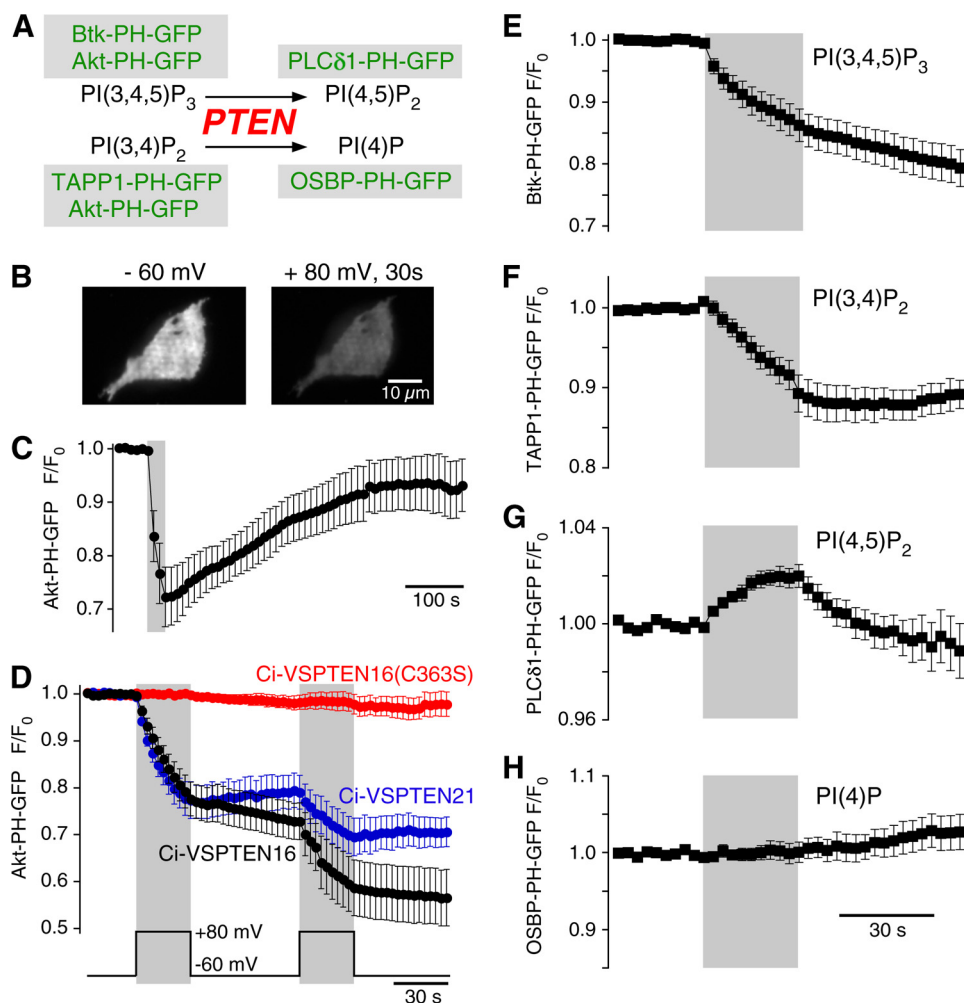 A
Btk-PH-GFP
Akt-PH-GFP
PLCδ1-PH-GFP
PI(3,4,5)P3
PI(4,5)P2
PTEN
PI(3,4)P2
PI(4)P
TAPP1-PH-GFP
Akt-PH-GFP
OSBP-PH-GFP
B
- 60 mV
+ 80 mV, 30s
10 µm
C
Akt-PH-GFP F/F0
1.0
0.9
0.8
0.7
100 s
D
Akt-PH-GFP F/F0
1.0
0.9
0.8
0.7
0.6
0.5
Ci-VSPTEN16(C363S)
Ci-VSPTEN21
Ci-VSPTEN16
+80 mV
-60 mV
30 s
E
Btk-PH-GFP F/F0
1.0
0.9
0.8
0.7
PI(3,4,5)P3
F
TAPP1-PH-GFP F/F0
1.0
0.9
0.8
PI(3,4)P2
G
PLCδ1-PH-GFP F/F0
1.04
1.00
0.96
PI(4,5)P2
H
OSBP-PH-GFP F/F0
1.1
1.0
0.9
PI(4)P
30 s